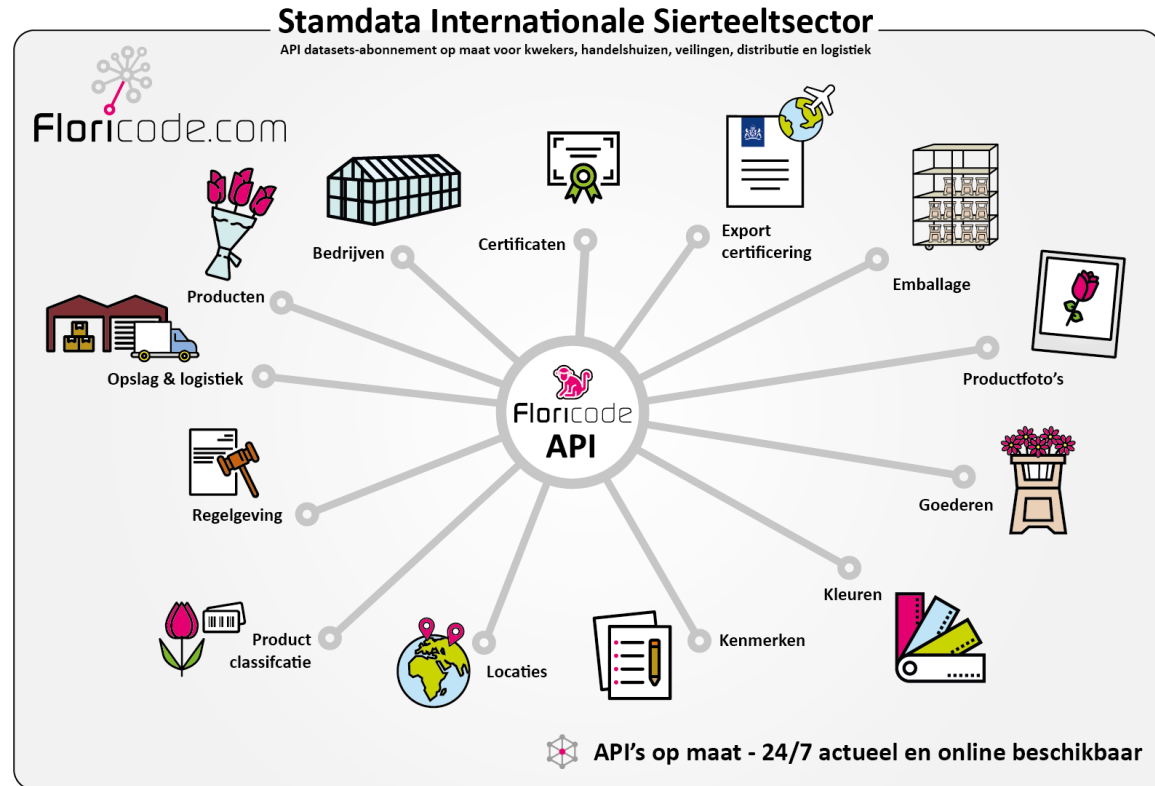 Stamdata Internationale Sierteeltsector
API datasets-abonnement op maat voor kwekers, handelshuizen, veilingen, distributie en logistiek
Floricode.com
Producten
Bedrijven
Certificaten
Export
certificering
Emballage
Opslag & logistiek
Productfoto's
Floricode
API
Regelgeving
Goederen
Kleuren
Product
classifcatie
Locaties
Kenmerken
API's op maat - 24/7 actueel en online beschikbaar